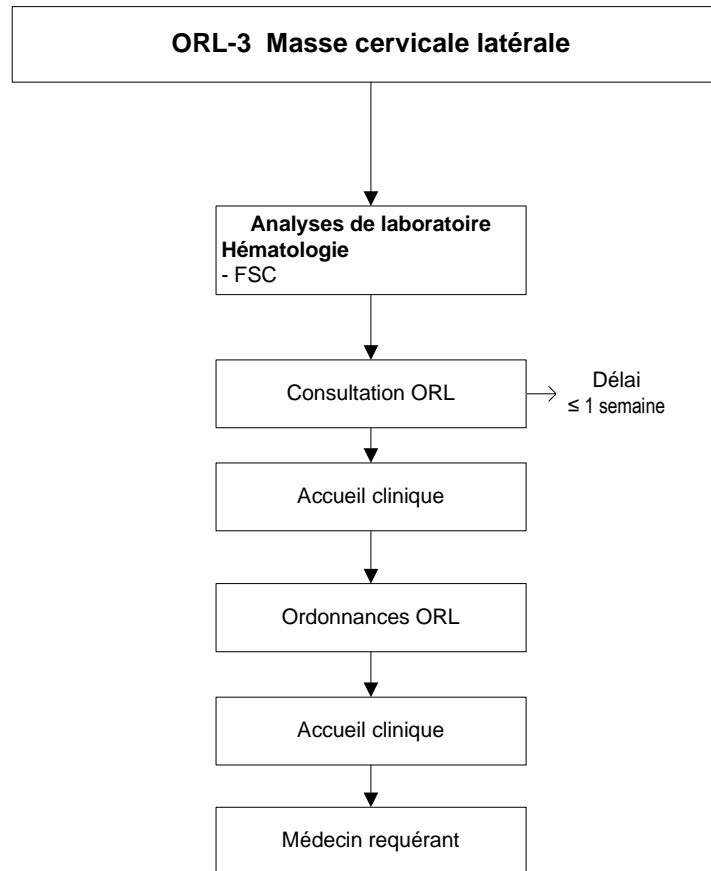 ORL-3  Masse cervicale latérale
Analyses de laboratoire
Hématologie
- FSC
Consultation ORL
Délai
≤ 1 semaine
Accueil clinique
Ordonnances ORL
Accueil clinique
Médecin requérant